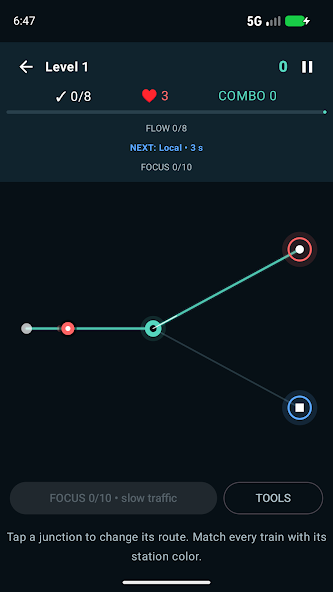 6:47
5G
Level 1
0
✓ 0/8
3
COMBO 0
FLOW 0/8
NEXT: Local • 3 s
FOCUS 0/10
FOCUS 0/10 • slow traffic
TOOLS
Tap a junction to change its route. Match every train with its
station color.